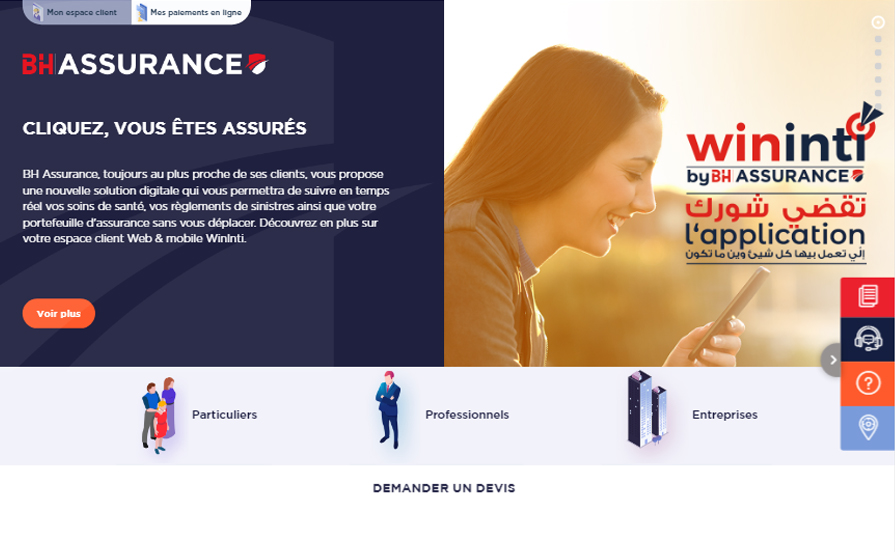 Mon espace client
Mes paiements en ligne
BH ASSURANCE
CLIQUEZ, VOUS ÊTES ASSURÉS
BH Assurance, toujours au plus proche de ses clients, vous propose
une nouvelle solution digitale qui vous permettra de suivre en temps
réel vos soins de santé, vos règlements de sinistres ainsi que votre
portefeuille d'assurance sans vous déplacer. Découvrez en plus sur
votre espace client Web & mobile WinInti.
Voir plus
winінti
by BH ASSURANCE
تقضي شورك
l'application
إلّي تعمل بيها كل شيئ وين ما تكون
Particuliers
Professionnels
Entreprises
DEMANDER UN DEVIS